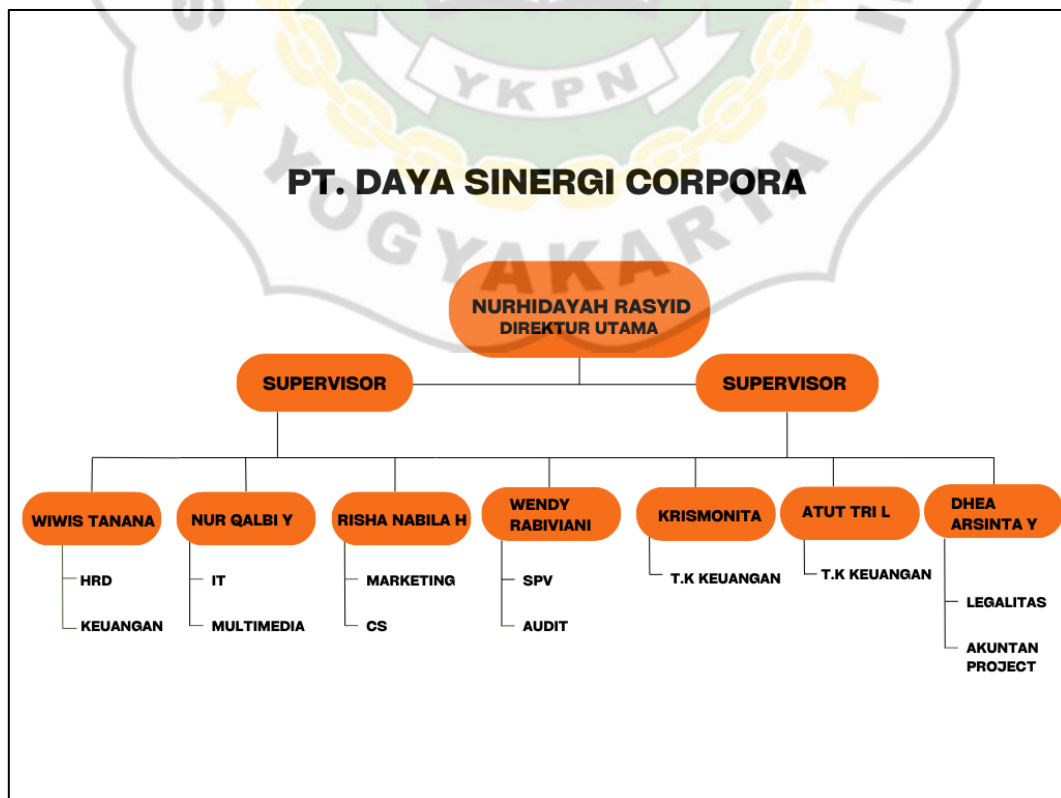 YKPN
YOGYAKARTA
PT. DAYA SINERGI CORPORA
NURHIDAYAH RASYID
DIREKTUR UTAMA
SUPERVISOR
SUPERVISOR
WIWIS TANANA
NUR QALBI Y
RISHA NABILA H
WENDY
RABIVIANI
KRISMONITA
ATUT TRI L
DHEA
ARSINTA Y
HRD
KEUANGAN
IT
MULTIMEDIA
MARKETING
CS
SPV
AUDIT
T.K KEUANGAN
T.K KEUANGAN
LEGALITAS
AKUNTAN
PROJECT